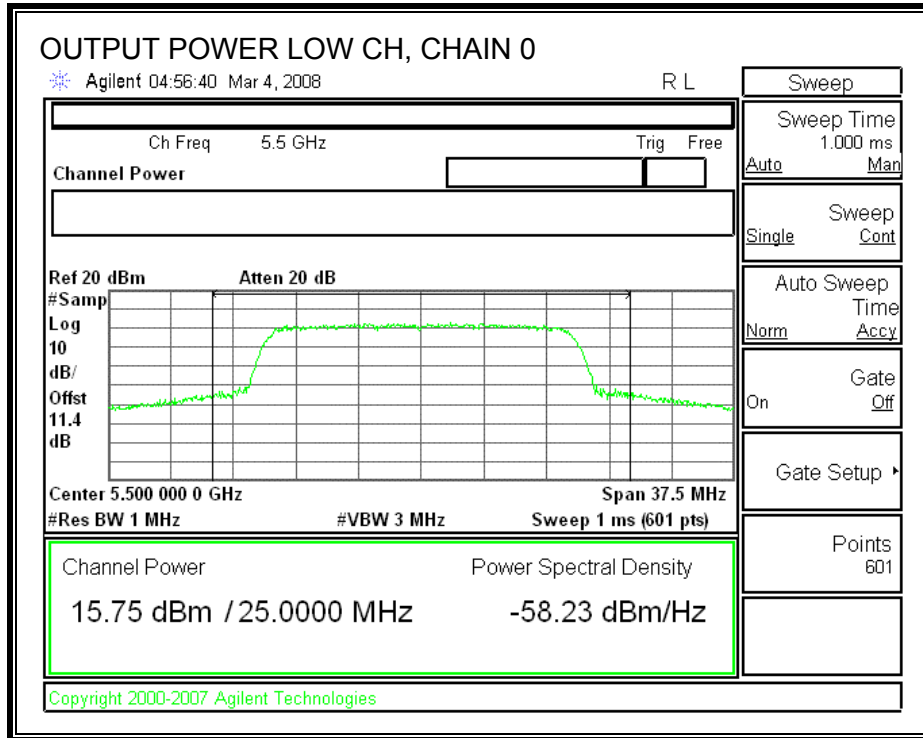 OUTPUT POWER LOW CH, CHAIN 0
Agilent 04:56:40 Mar 4, 2008 R L
Ch Freq 5.5 GHz Trig Free
Channel Power
Ref 20 dBm Atten 20 dB
#Samp
Log
10
dB/
Offst
11.4
dB
Center 5.500 000 0 GHz Span 37.5 MHz
#Res BW 1 MHz #VBW 3 MHz Sweep 1 ms (601 pts)
Channel Power Power Spectral Density
15.75 dBm / 25.0000 MHz -58.23 dBm/Hz
Copyright 2000-2007 Agilent Technologies
Sweep
Sweep Time
1.000 ms
Auto Man
Sweep
Single Cont
Auto Sweep
Time
Norm Accy
Gate
On Off
Gate Setup
Points
601